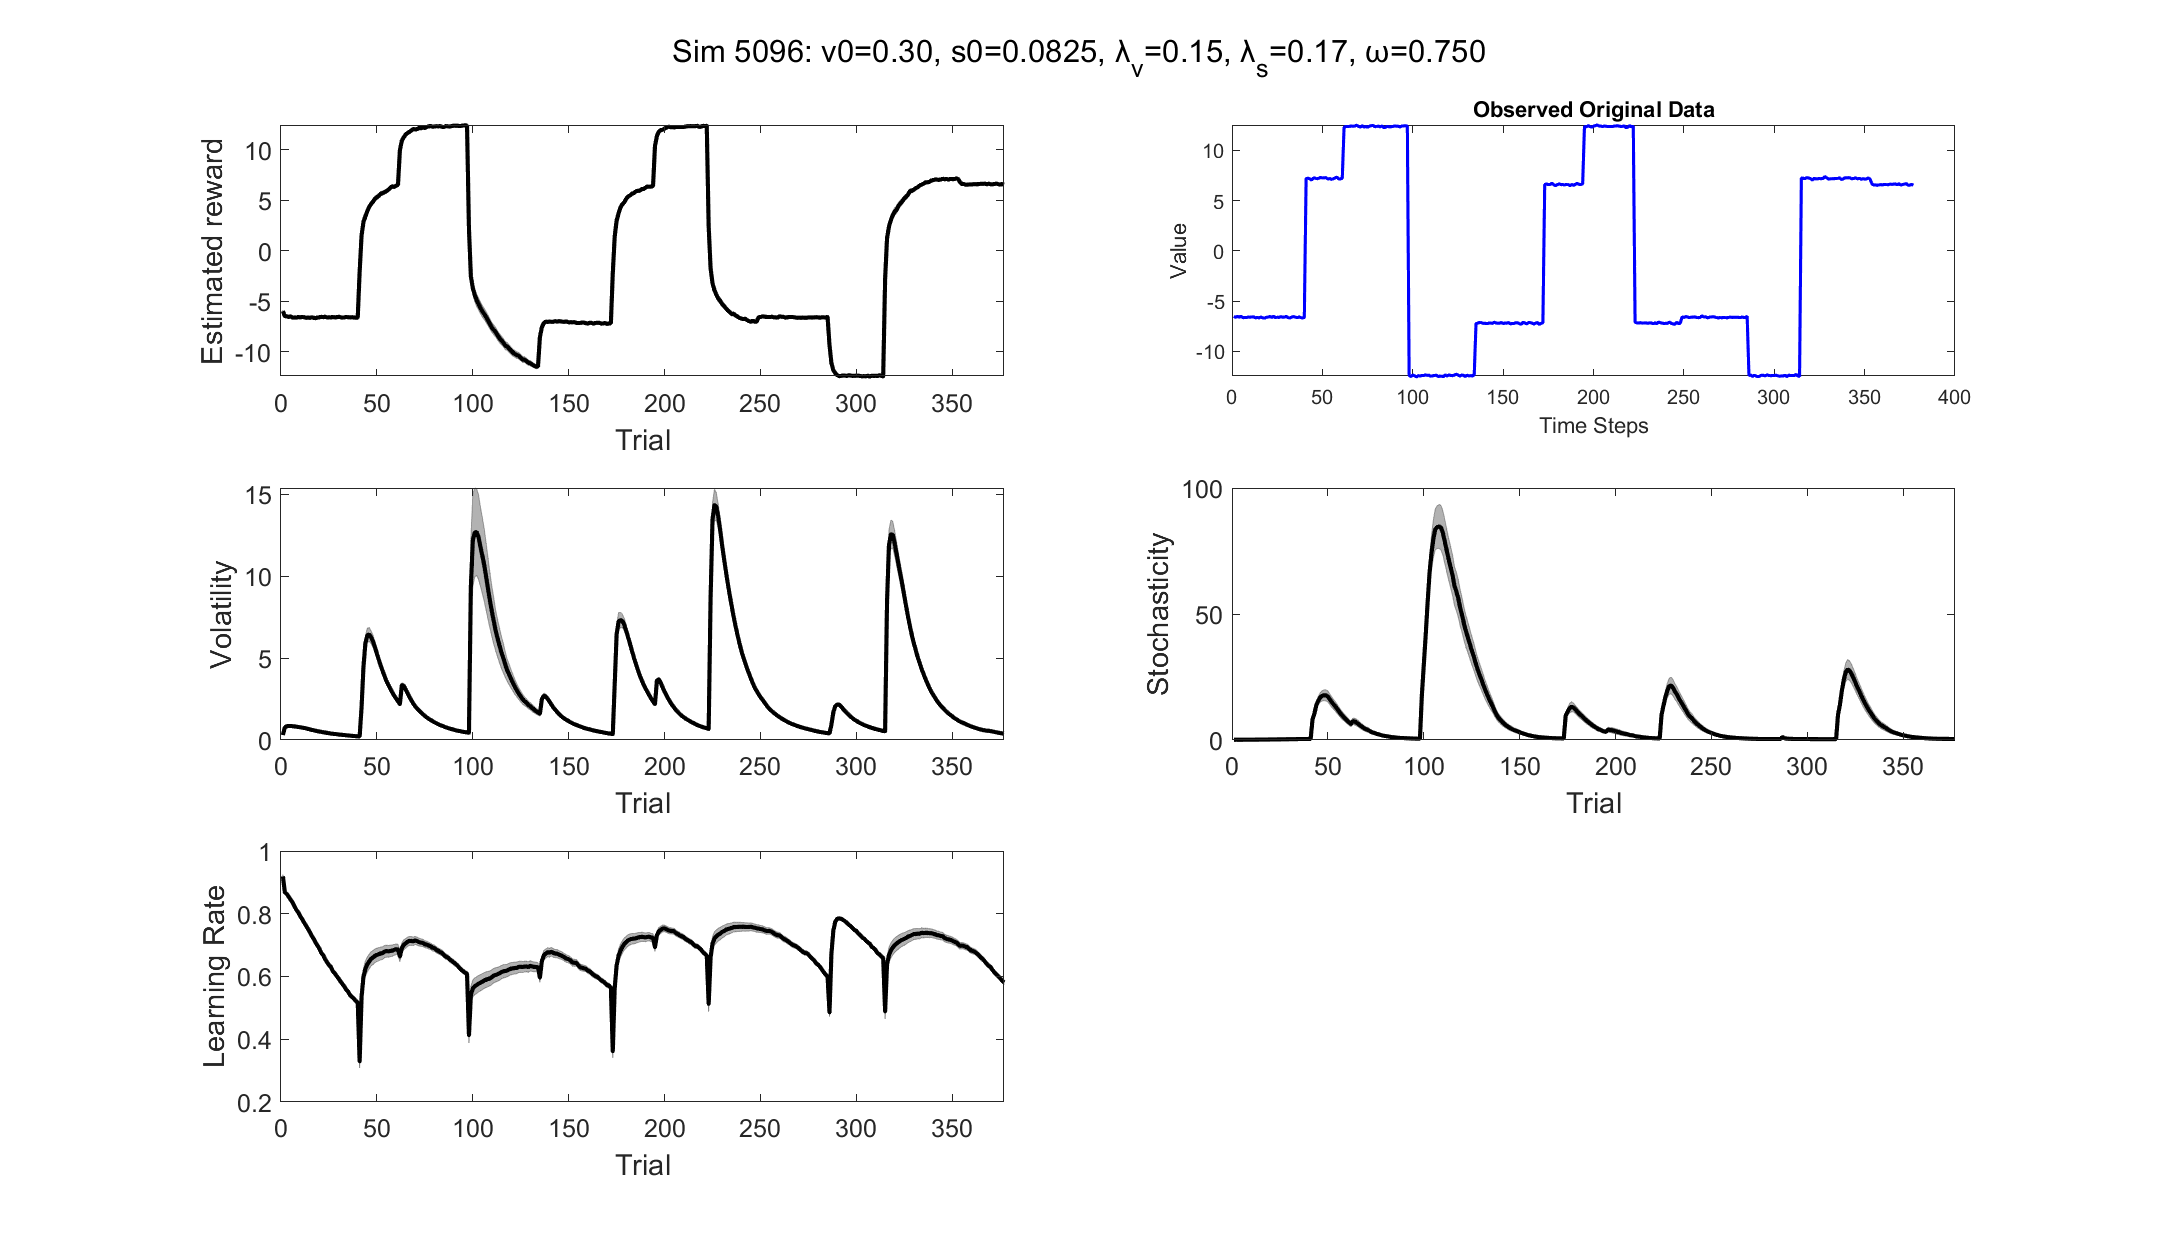 Sim 5096: v0=0.30, s0=0.0825, λv=0.15, λs=0.17, ω=0.750
Estimated reward
10
5
0
-5
-10
0 50 100 150 200 250 300 350
Trial
Observed Original Data
Value
10
5
0
-5
-10
0 50 100 150 200 250 300 350 400
Time Steps
Volatility
15
10
5
0
0 50 100 150 200 250 300 350
Trial
Stochasticity
100
50
0
0 50 100 150 200 250 300 350
Trial
Learning Rate
1
0.8
0.6
0.4
0.2
0 50 100 150 200 250 300 350
Trial